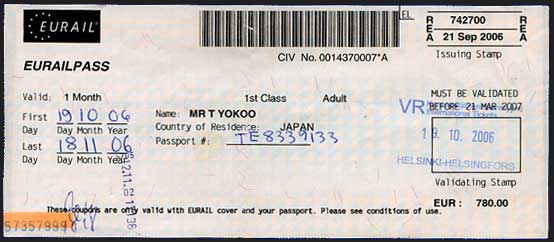 EURAIL
EL
REA 742700 REA
21 Sep 2006
CIV No. 0014370007*A
Issuing Stamp
EURAILPASS
Valid: 1 Month
1st Class Adult
MUST BE VALIDATED
BEFORE 21 MAR 2007
First 19 10 06
Day Day Month Year
Name: MR T YOKOO
Country of Residence: JAPAN
Passport #: TE8339133
VR
International Tickets
19. 10. 2006
Last 18 11 06
Day Day Month Year
HELSINKI-HELSINGFORS
Validating Stamp
EUR : 780.00
These coupons are only valid with EURAIL cover and your passport. Please see conditions of use.